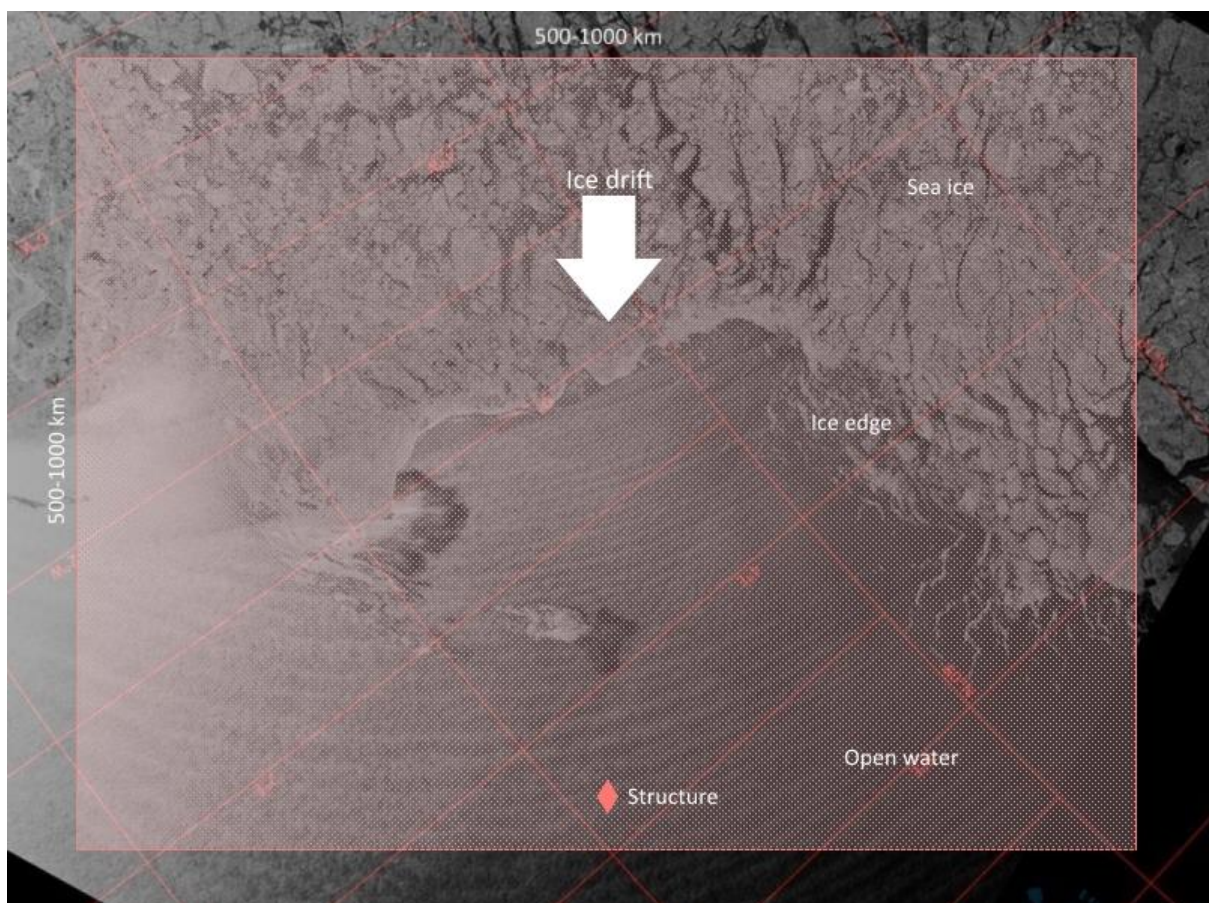 500-1000 km
Ice drift
Sea ice
500-1000 km
Ice edge
Open water
Structure